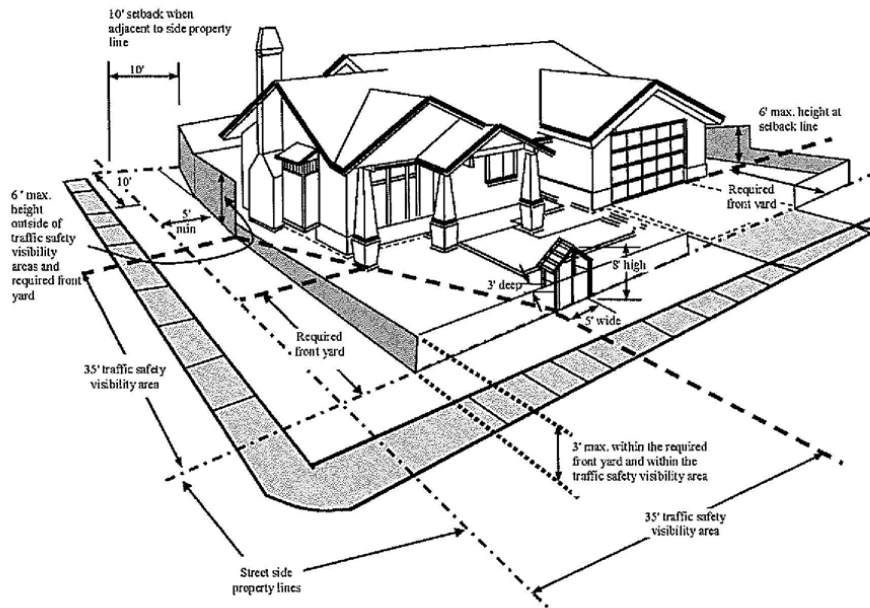 10' setback when
adjacent to side property
line
10'
6' max. height at
setback line
10'
5'
min
6' max.
height
outside of
traffic safety
visibility
areas and
required front
yard
Required
front yard
8' high
3' deep
5' wide
Required
front yard
35' traffic safety
visibility area
3' max. within the required
front yard and within the
traffic safety visibility area
35' traffic safety
visibility area
Street side
property lines